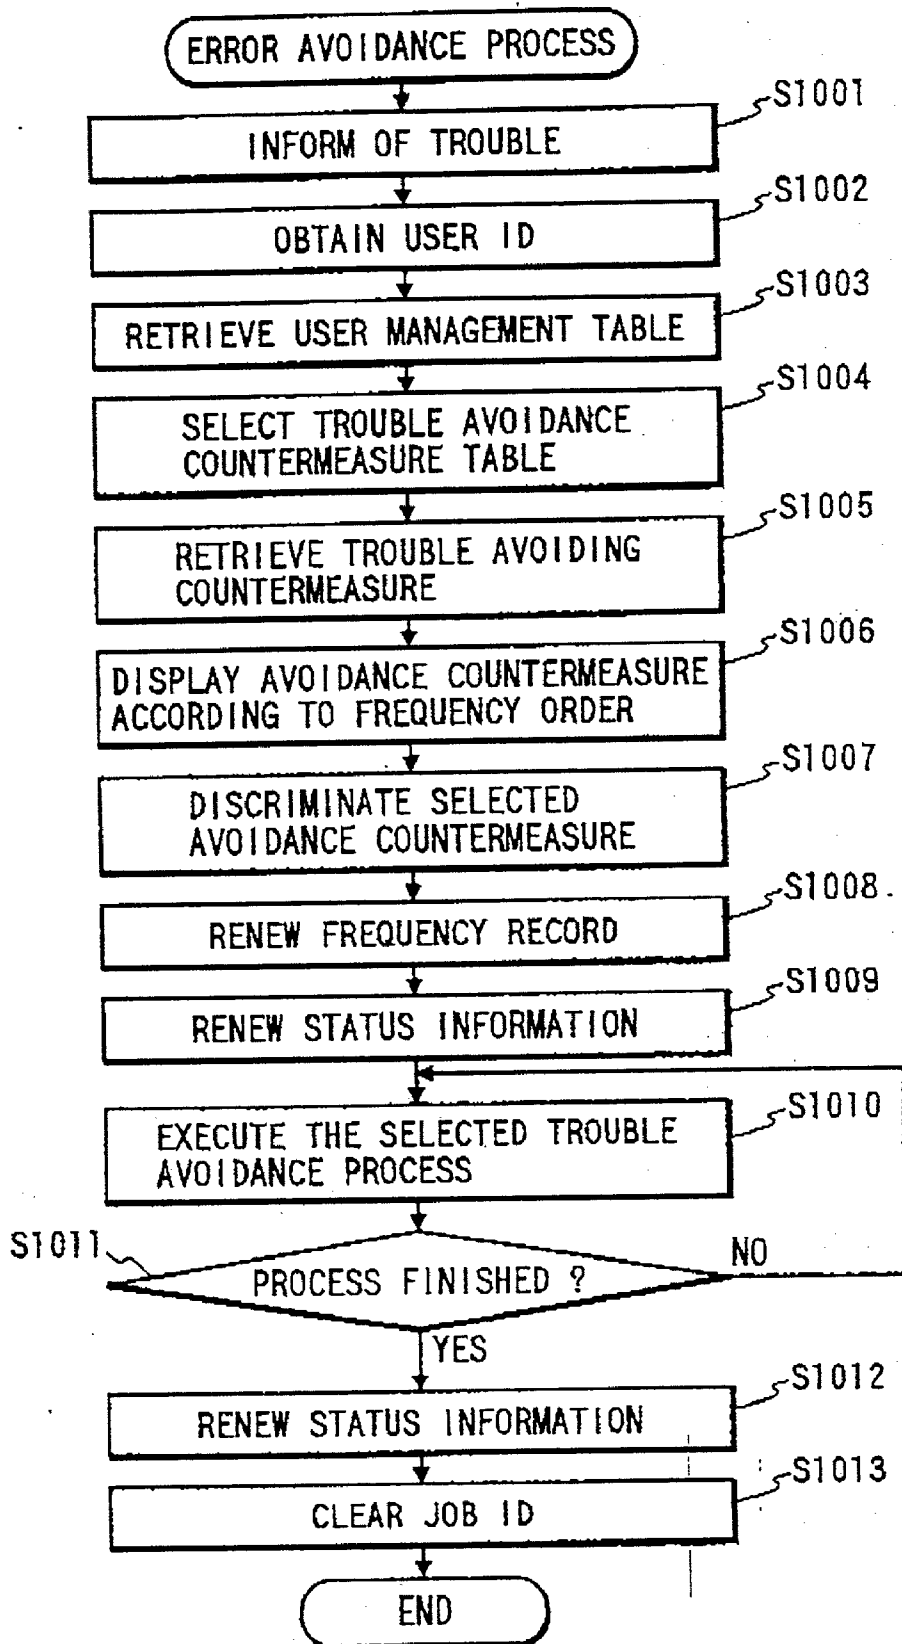 ERROR AVOIDANCE PROCESS
S1001
INFORM OF TROUBLE
S1002
OBTAIN USER ID
S1003
RETRIEVE USER MANAGEMENT TABLE
S1004
SELECT TROUBLE AVOIDANCE
COUNTERMEASURE TABLE
S1005
RETRIEVE TROUBLE AVOIDING
COUNTERMEASURE
S1006
DISPLAY AVOIDANCE COUNTERMEASURE
ACCORDING TO FREQUENCY ORDER
S1007
DISCRIMINATE SELECTED
AVOIDANCE COUNTERMEASURE
S1008
RENEW FREQUENCY RECORD
S1009
RENEW STATUS INFORMATION
S1010
EXECUTE THE SELECTED TROUBLE
AVOIDANCE PROCESS
S1011
PROCESS FINISHED ?
NO
YES
S1012
RENEW STATUS INFORMATION
S1013
CLEAR JOB ID
END